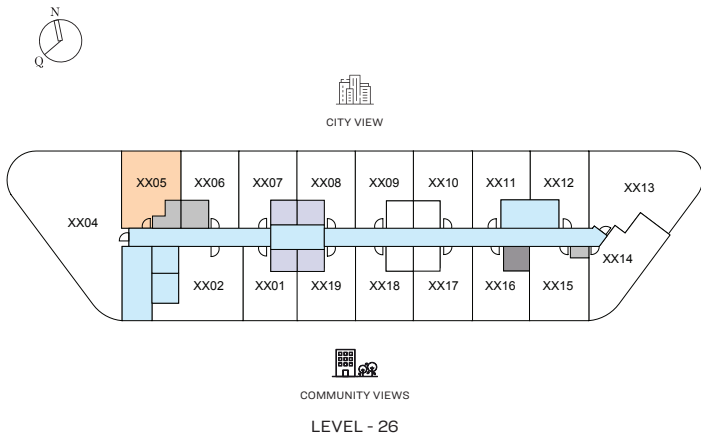 N
Q
CITY VIEW
XX05 XX06 XX07 XX08 XX09 XX10 XX11 XX12 XX13
XX04
XX14
XX02 XX01 XX19 XX18 XX17 XX16 XX15
COMMUNITY VIEWS
LEVEL - 26